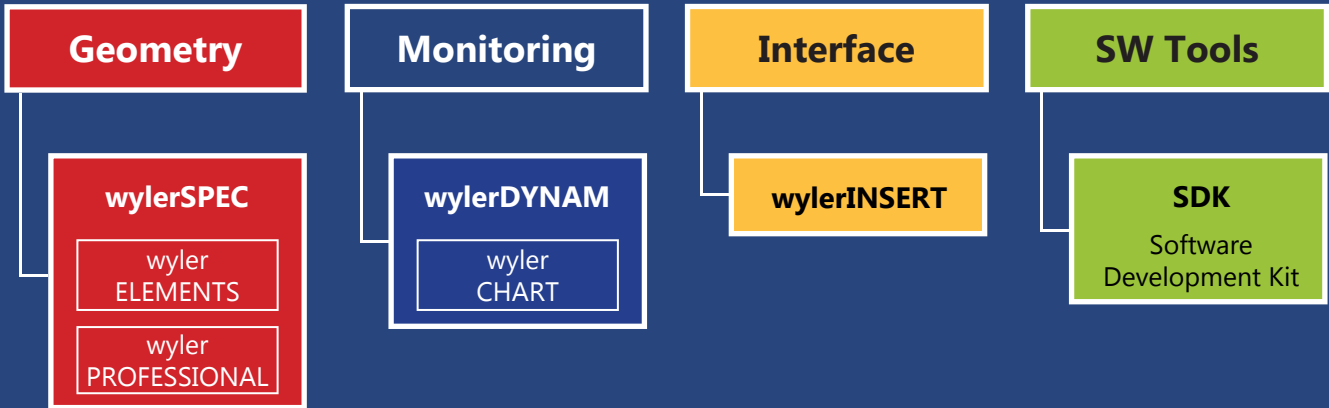 Geometry
Monitoring
Interface
SW Tools
wylerSPEC
wyler
ELEMENTS
wyler
PROFESSIONAL
wylerDYNAM
wyler
CHART
wylerINSERT
SDK
Software
Development Kit